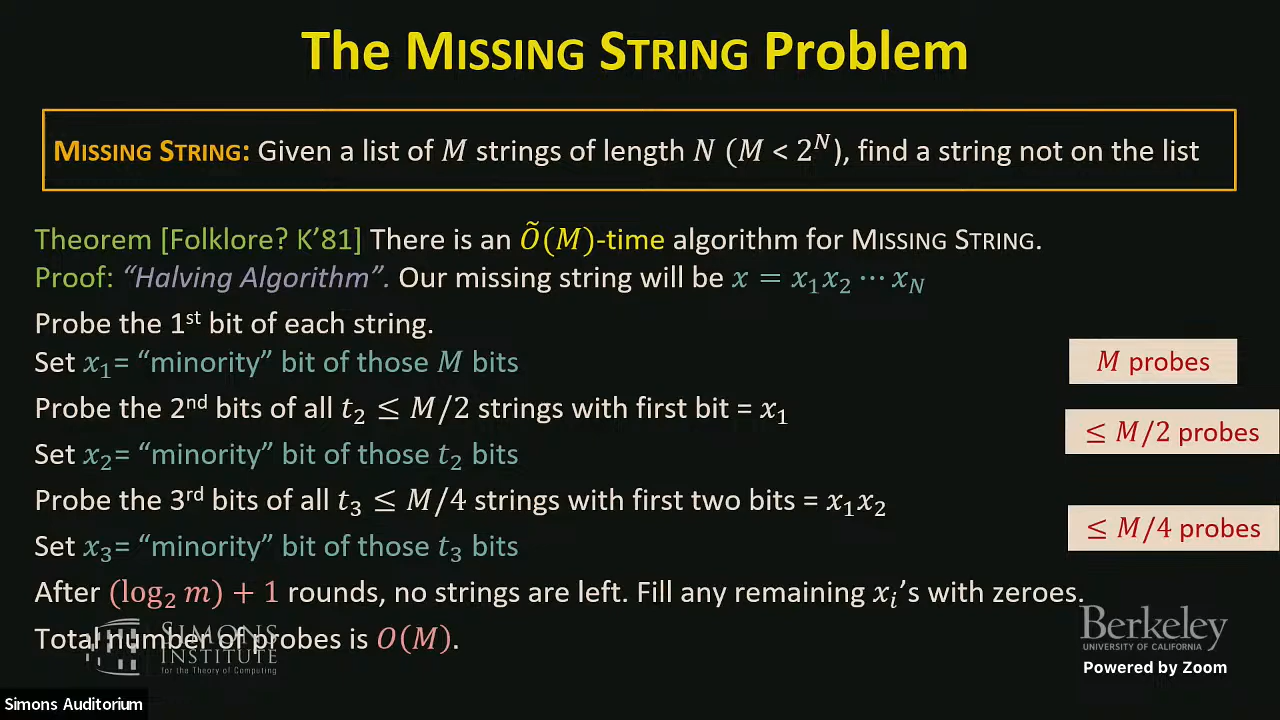 The MISSING STRING Problem
MISSING STRING: Given a list of M strings of length N (M < 2^N), find a string not on the list
Theorem [Folklore? K'81] There is an Õ(M)-time algorithm for MISSING STRING.
Proof: “Halving Algorithm”. Our missing string will be x = x₁x₂ ⋯ x_N
Probe the 1st bit of each string.
Set x₁= “minority” bit of those M bits
M probes
Probe the 2nd bits of all t₂ ≤ M/2 strings with first bit = x₁
≤ M/2 probes
Set x₂= “minority” bit of those t₂ bits
Probe the 3rd bits of all t₃ ≤ M/4 strings with first two bits = x₁x₂
≤ M/4 probes
Set x₃= “minority” bit of those t₃ bits
After (log₂ m) + 1 rounds, no strings are left. Fill any remaining xᵢ's with zeroes.
Total number of probes is O(M).
SIMONS
INSTITUTE
for the Theory of Computing
Berkeley
UNIVERSITY OF CALIFORNIA
Powered by Zoom
Simons Auditorium